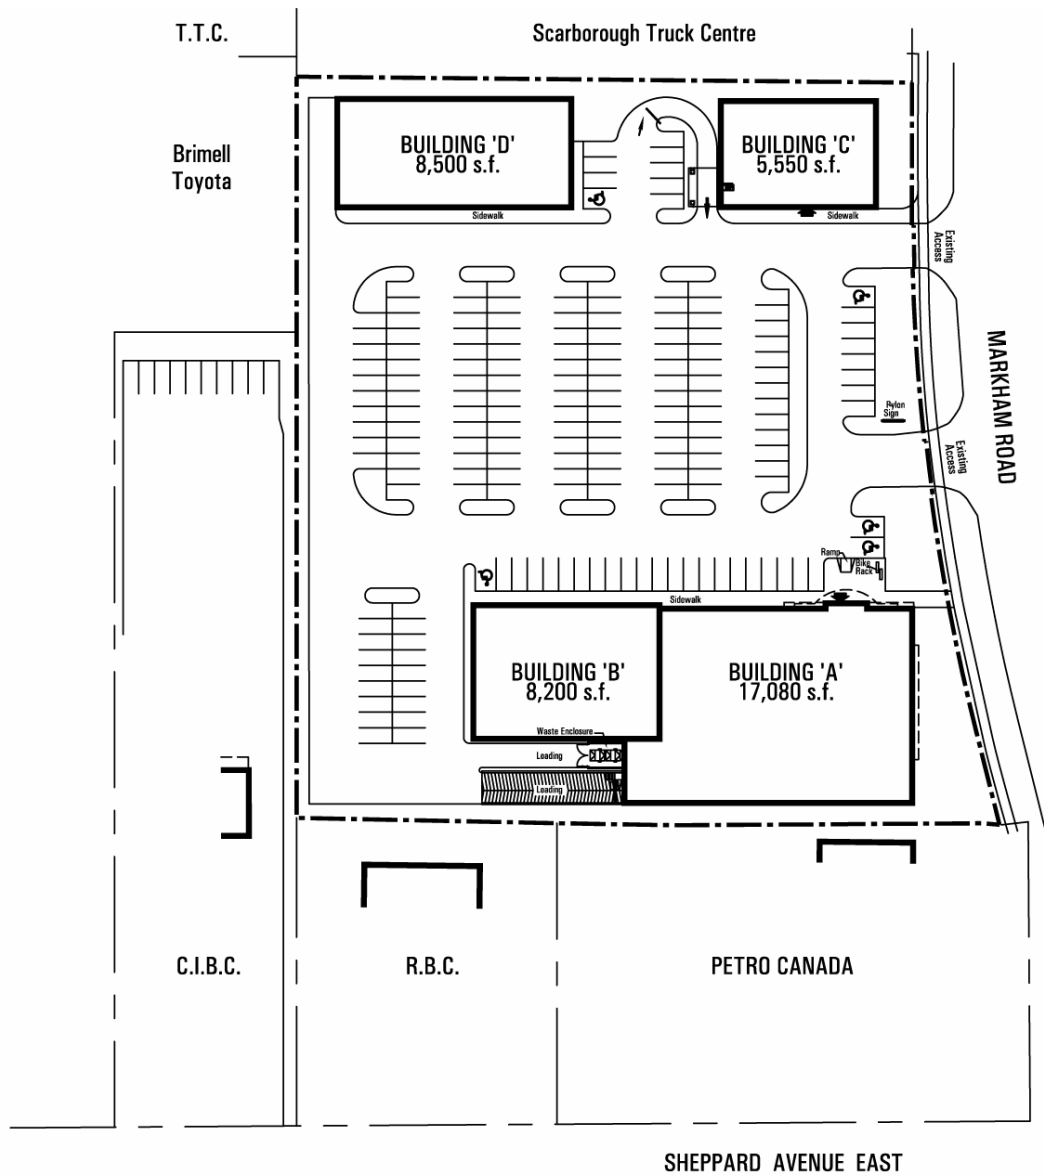 T.T.C.
Scarborough Truck Centre
Brimell
Toyota
BUILDING 'D'
8,500 s.f.
BUILDING 'C'
5,550 s.f.
Sidewalk
Sidewalk
Existing
Access
MARKHAM ROAD
Pylon
Sign
Existing
Access
Ramp
Bike
Rack
Sidewalk
BUILDING 'B'
8,200 s.f.
BUILDING 'A'
17,080 s.f.
Waste Enclosure
Loading
Loading
C.I.B.C.
R.B.C.
PETRO CANADA
SHEPPARD AVENUE EAST